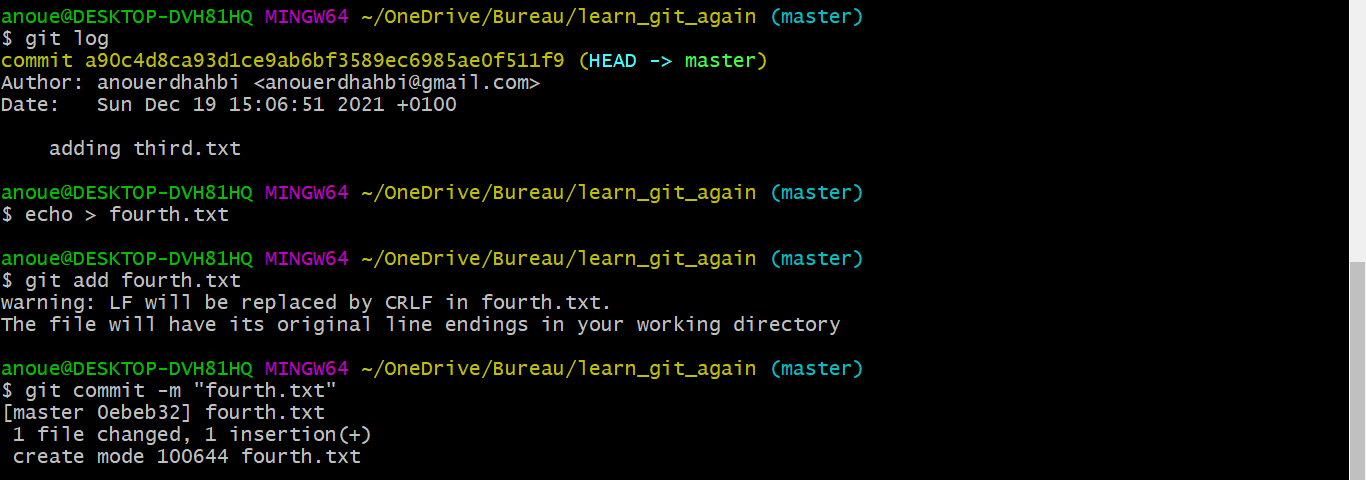 anoue@DESKTOP-DVH81HQ MINGW64 ~/OneDrive/Bureau/learn_git_again (master)
$ git log
commit a90c4d8ca93d1ce9ab6bf3589ec6985ae0f511f9 (HEAD -> master)
Author: anouerdhahbi <anouerdhahbi@gmail.com>
Date:   Sun Dec 19 15:06:51 2021 +0100
    adding third.txt
anoue@DESKTOP-DVH81HQ MINGW64 ~/OneDrive/Bureau/learn_git_again (master)
$ echo > fourth.txt
anoue@DESKTOP-DVH81HQ MINGW64 ~/OneDrive/Bureau/learn_git_again (master)
$ git add fourth.txt
warning: LF will be replaced by CRLF in fourth.txt.
The file will have its original line endings in your working directory
anoue@DESKTOP-DVH81HQ MINGW64 ~/OneDrive/Bureau/learn_git_again (master)
$ git commit -m "fourth.txt"
[master 0ebeb32] fourth.txt
 1 file changed, 1 insertion(+)
 create mode 100644 fourth.txt